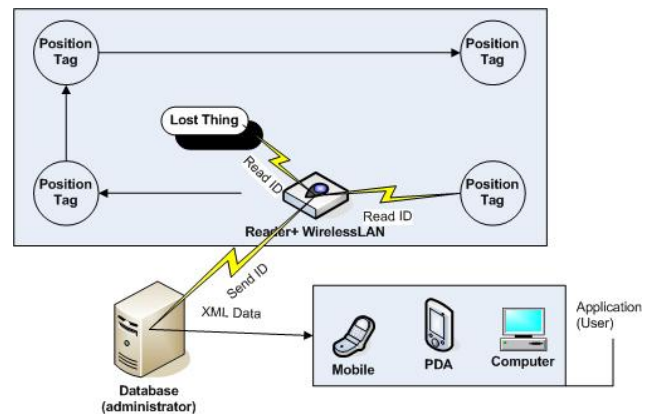 Position
Tag
Position
Tag
Lost Thing
Read ID
Position
Tag
Position
Tag
Read ID
Reader+ WirelessLAN
Send ID
XML Data
Application
(User)
Mobile
PDA
Computer
Database
(administrator)